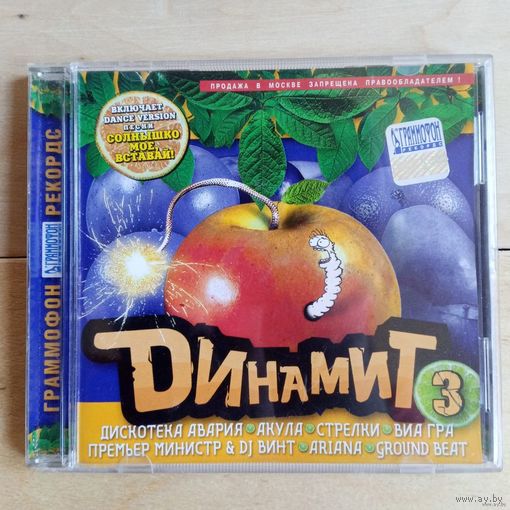 ПРОДАЖА В МОСКВЕ ЗАПРЕЩЕНА ПРАВООБЛАДАТЕЛЕМ !
ВКЛЮЧАЕТ
DANCE VERSION
ПЕСНИ
СОЛНЫШКО
МОЕ,
ВСТАВАЙ!
ГРАММОФОН
РЕКОРДС
ГРАММОФОН ГРАММОФОН РЕКОРДС
ДИНАМИТ
3
ДИСКОТЕКА АВАРИЯ • АКУЛА • СТРЕЛКИ • ВИА ГРА
ПРЕМЬЕР МИНИСТР & DJ ВИНТ • ARIANA • GROUND BEAT
www.ay.by